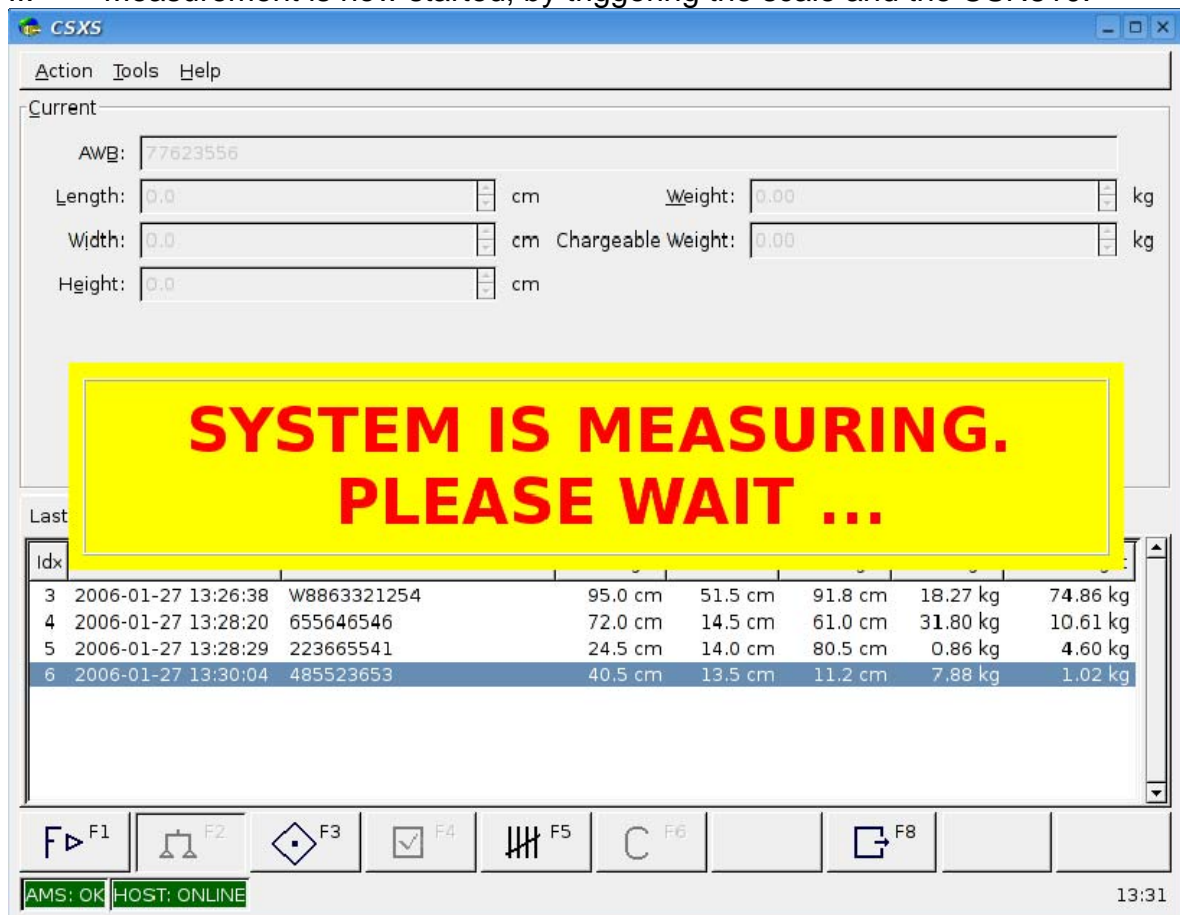 CSXS
Action Tools Help
Current
AWB: 77623556
Length: 0.0 cm Weight: 0.00 kg
Width: 0.0 cm Chargeable Weight: 0.00 kg
Height: 0.0 cm
SYSTEM IS MEASURING.
PLEASE WAIT ...
Last
Idx
3 2006-01-27 13:26:38 W8863321254 95.0 cm 51.5 cm 91.8 cm 18.27 kg 74.86 kg
4 2006-01-27 13:28:20 655646546 72.0 cm 14.5 cm 61.0 cm 31.80 kg 10.61 kg
5 2006-01-27 13:28:29 223665541 24.5 cm 14.0 cm 80.5 cm 0.86 kg 4.60 kg
6 2006-01-27 13:30:04 485523653 40.5 cm 13.5 cm 11.2 cm 7.88 kg 1.02 kg
F1 F2 F3 F4 F5 C F6 F8
AMS: OK HOST: ONLINE 13:31